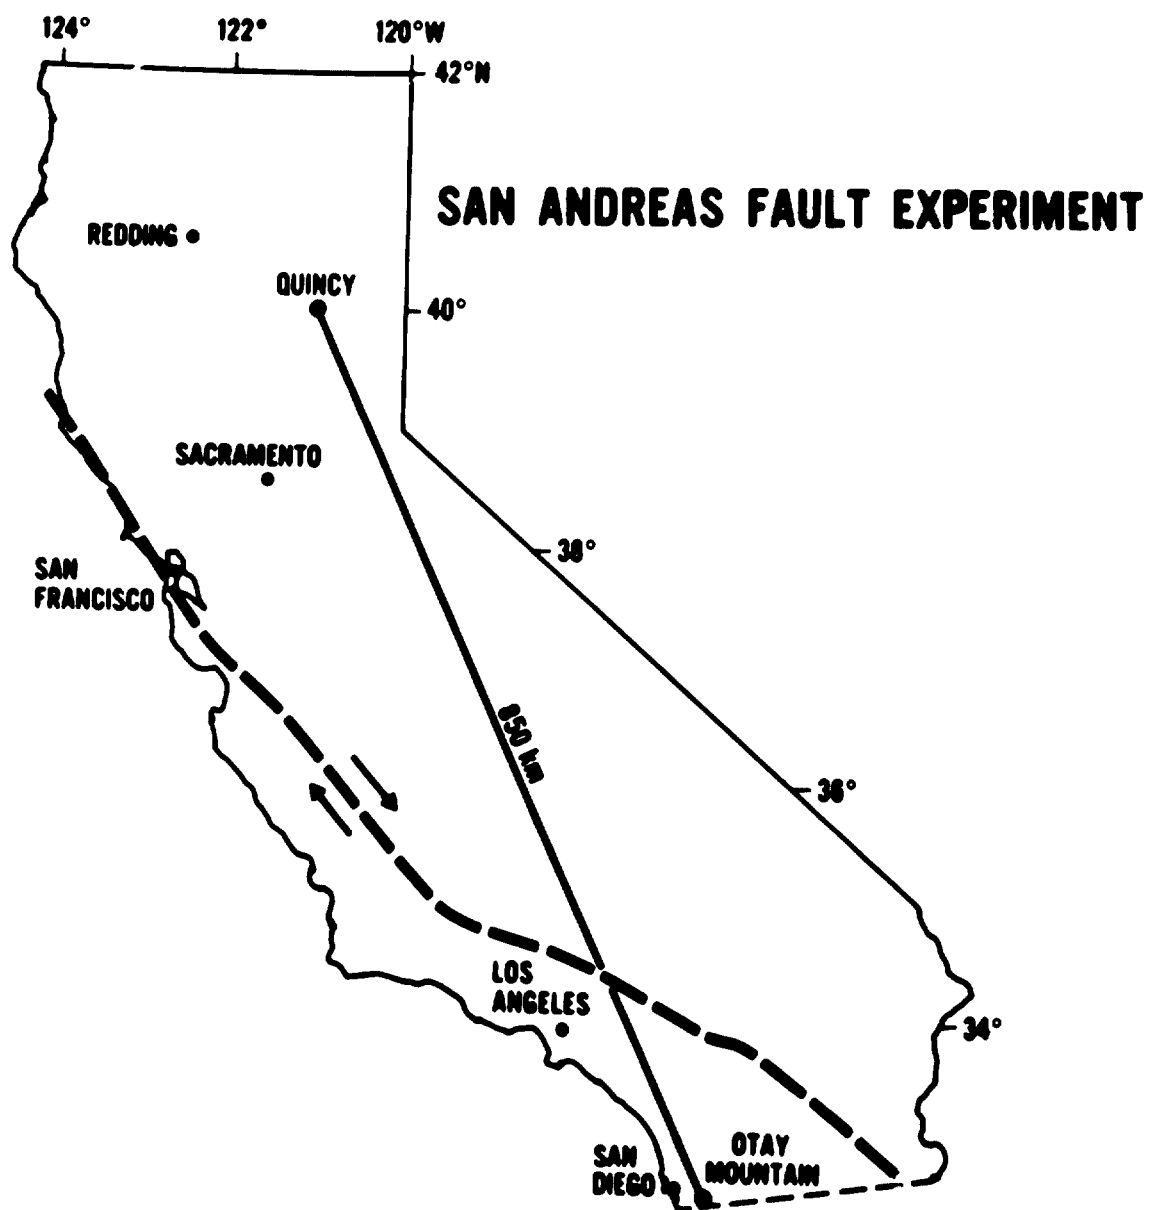 124° 122° 120°W
42°N
SAN ANDREAS FAULT EXPERIMENT
REDDING
QUINCY
40°
SACRAMENTO
38°
SAN
FRANCISCO
850 km
36°
LOS
ANGELES
34°
OTAY
MOUNTAIN
SAN
DIEGO